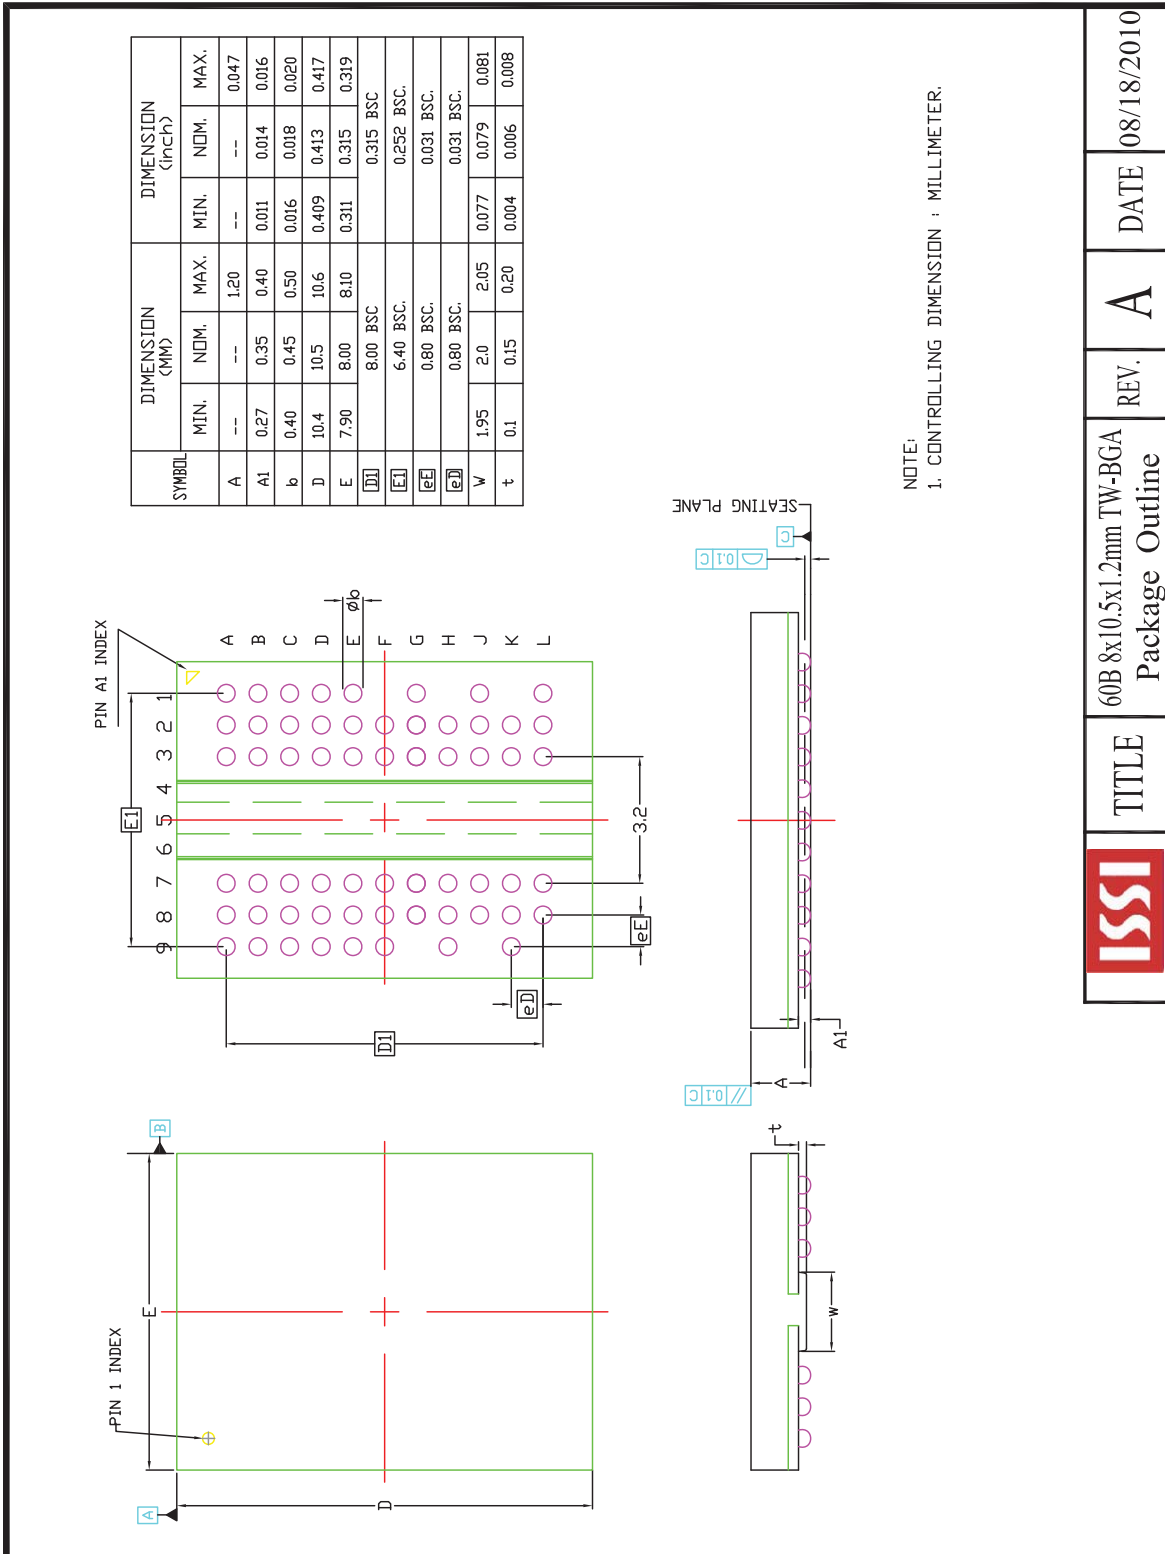 SYMBOL
DIMENSION (MM)
DIMENSION (inch)
MIN. NOM. MAX. MIN. NOM. MAX.
A -- -- 1.20 -- -- 0.047
A1 0.27 0.35 0.40 0.011 0.014 0.016
b 0.40 0.45 0.50 0.016 0.018 0.020
D 10.4 10.5 10.6 0.409 0.413 0.417
E 7.90 8.00 8.10 0.311 0.315 0.319
D1 8.00 BSC 0.315 BSC
E1 6.40 BSC. 0.252 BSC.
eE 0.80 BSC. 0.031 BSC.
eD 0.80 BSC. 0.031 BSC.
W 1.95 2.0 2.05 0.077 0.079 0.081
t 0.1 0.15 0.20 0.004 0.006 0.008
PIN 1 INDEX
A
B
E
D
PIN A1 INDEX
E1
9 8 7 6 5 4 3 2 1
A
B
C
D
E
F
G
H
J
K
L
øb
D1
eD
eE
3.2
t
w
// 0.1 C
A
A1
0.1 C
C
SEATING PLANE
NOTE:
1. CONTROLLING DIMENSION : MILLIMETER.
ISSI
TITLE
60B 8x10.5x1.2mm TW-BGA
Package Outline
REV.
A
DATE
08/18/2010